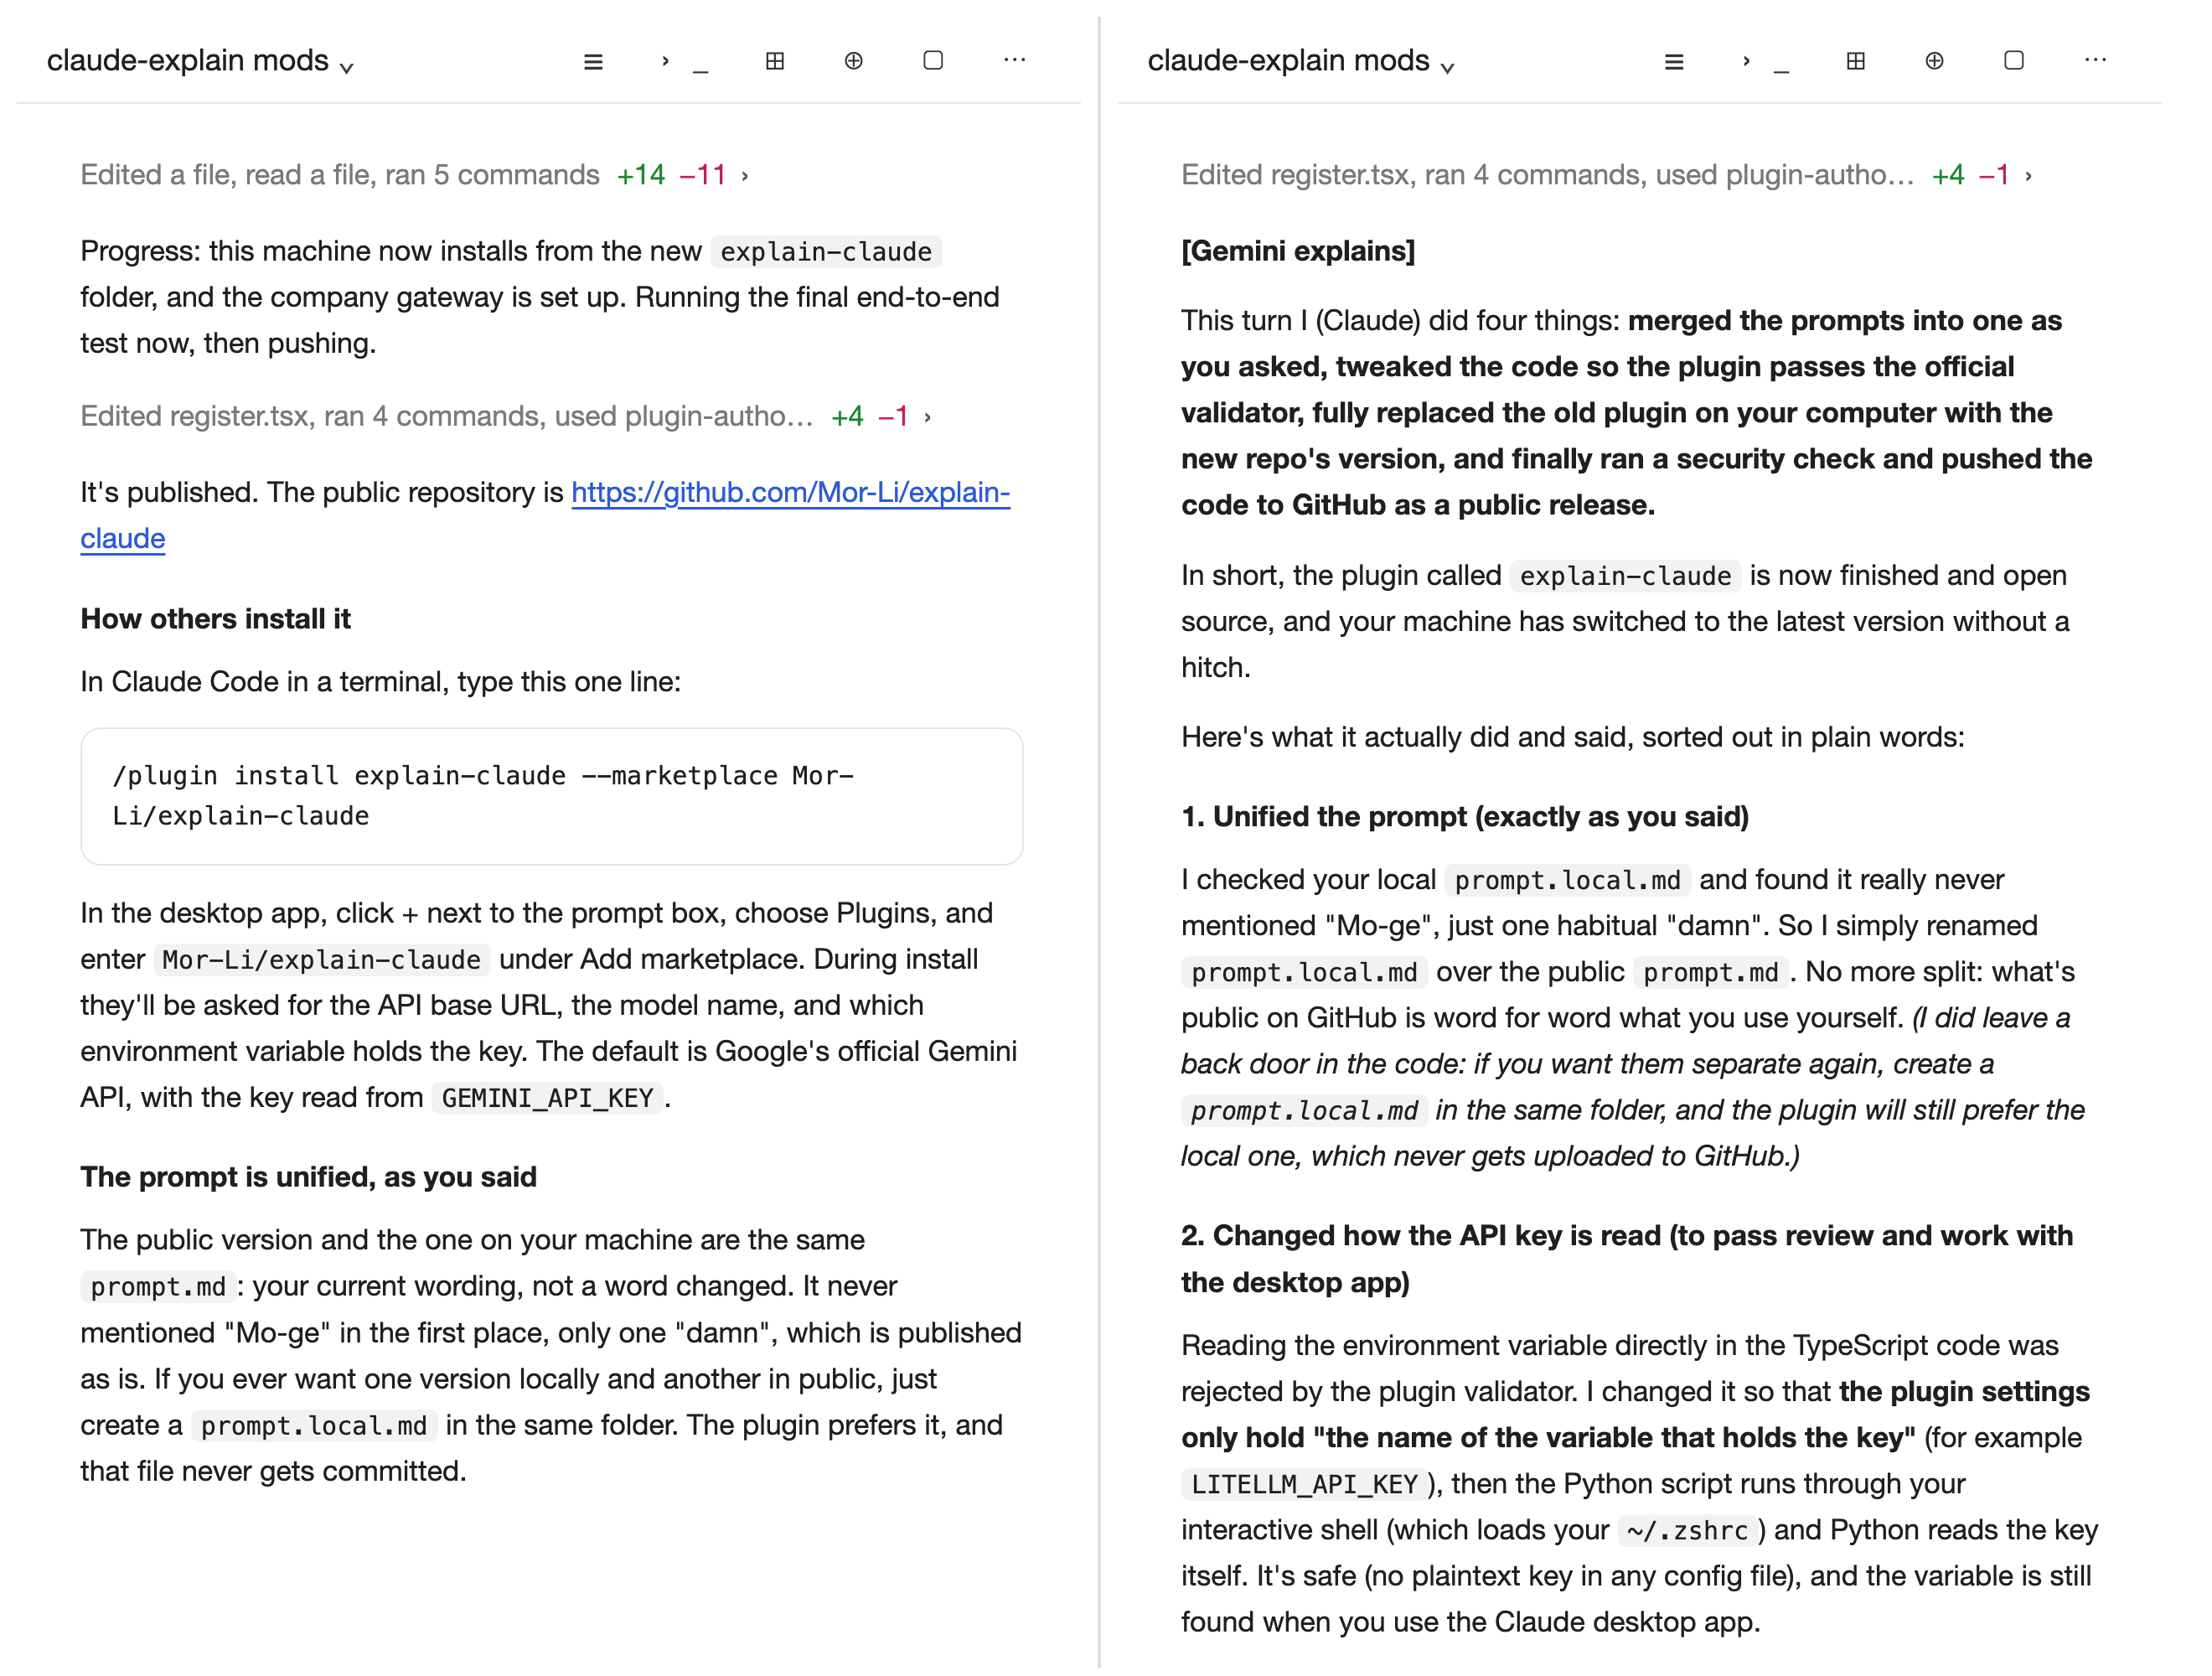 claude-explain mods
Edited a file, read a file, ran 5 commands +14 −11 ›
Progress: this machine now installs from the new explain-claude
folder, and the company gateway is set up. Running the final end-to-end
test now, then pushing.
Edited register.tsx, ran 4 commands, used plugin-autho… +4 −1 ›
It's published. The public repository is https://github.com/Mor-Li/explain-
claude
How others install it
In Claude Code in a terminal, type this one line:
/plugin install explain-claude --marketplace Mor-
Li/explain-claude
In the desktop app, click + next to the prompt box, choose Plugins, and
enter Mor-Li/explain-claude under Add marketplace. During install
they'll be asked for the API base URL, the model name, and which
environment variable holds the key. The default is Google's official Gemini
API, with the key read from GEMINI_API_KEY.
The prompt is unified, as you said
The public version and the one on your machine are the same
prompt.md: your current wording, not a word changed. It never
mentioned "Mo-ge" in the first place, only one "damn", which is published
as is. If you ever want one version locally and another in public, just
create a prompt.local.md in the same folder. The plugin prefers it, and
that file never gets committed.
claude-explain mods
Edited register.tsx, ran 4 commands, used plugin-autho… +4 −1 ›
[Gemini explains]
This turn I (Claude) did four things: merged the prompts into one as
you asked, tweaked the code so the plugin passes the official
validator, fully replaced the old plugin on your computer with the
new repo's version, and finally ran a security check and pushed the
code to GitHub as a public release.
In short, the plugin called explain-claude is now finished and open
source, and your machine has switched to the latest version without a
hitch.
Here's what it actually did and said, sorted out in plain words:
1. Unified the prompt (exactly as you said)
I checked your local prompt.local.md and found it really never
mentioned "Mo-ge", just one habitual "damn". So I simply renamed
prompt.local.md over the public prompt.md. No more split: what's
public on GitHub is word for word what you use yourself. (I did leave a
back door in the code: if you want them separate again, create a
prompt.local.md in the same folder, and the plugin will still prefer the
local one, which never gets uploaded to GitHub.)
2. Changed how the API key is read (to pass review and work with
the desktop app)
Reading the environment variable directly in the TypeScript code was
rejected by the plugin validator. I changed it so that the plugin settings
only hold "the name of the variable that holds the key" (for example
LITELLM_API_KEY), then the Python script runs through your
interactive shell (which loads your ~/.zshrc) and Python reads the key
itself. It's safe (no plaintext key in any config file), and the variable is still
found when you use the Claude desktop app.